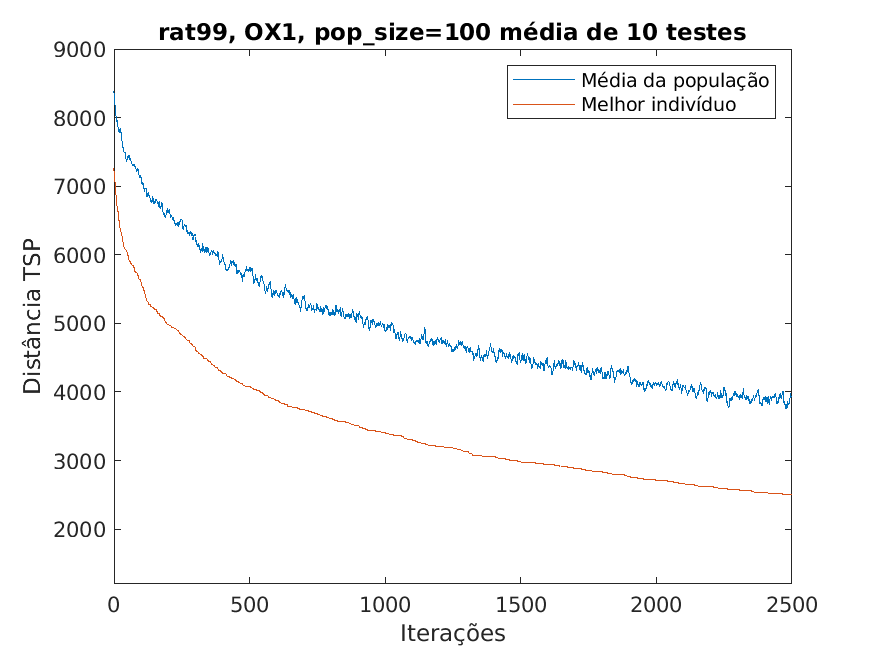 rat99, OX1, pop_size=100 média de 10 testes
Média da população
Melhor indivíduo
9000
8000
7000
6000
5000
4000
3000
2000
Distância TSP
0
500
1000
1500
2000
2500
Iterações